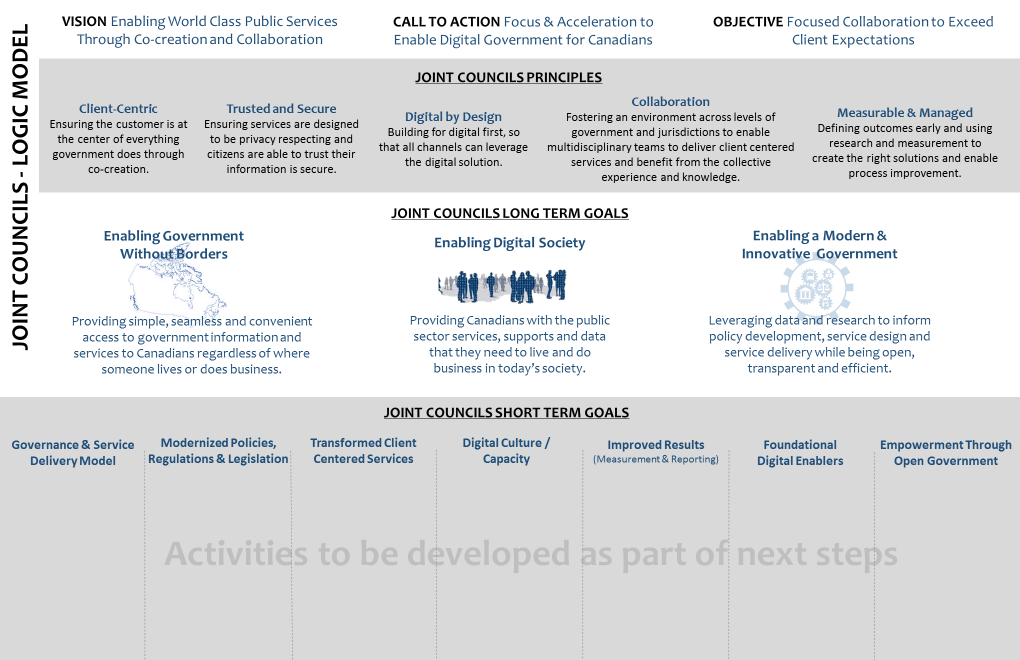 JOINT COUNCILS - LOGIC MODEL
VISION Enabling World Class Public Services
Through Co-creation and Collaboration
CALL TO ACTION Focus & Acceleration to
Enable Digital Government for Canadians
OBJECTIVE Focused Collaboration to Exceed
Client Expectations
JOINT COUNCILS PRINCIPLES
Client-Centric
Ensuring the customer is at
the center of everything
government does through
co-creation.
Trusted and Secure
Ensuring services are designed
to be privacy respecting and
citizens are able to trust their
information is secure.
Digital by Design
Building for digital first, so
that all channels can leverage
the digital solution.
Collaboration
Fostering an environment across levels of
government and jurisdictions to enable
multidisciplinary teams to deliver client centered
services and benefit from the collective
experience and knowledge.
Measurable & Managed
Defining outcomes early and using
research and measurement to
create the right solutions and enable
process improvement.
JOINT COUNCILS LONG TERM GOALS
Enabling Government
Without Borders
Providing simple, seamless and convenient
access to government information and
services to Canadians regardless of where
someone lives or does business.
Enabling Digital Society
Providing Canadians with the public
sector services, supports and data
that they need to live and do
business in today's society.
Enabling a Modern &
Innovative Government
Leveraging data and research to inform
policy development, service design and
service delivery while being open,
transparent and efficient.
JOINT COUNCILS SHORT TERM GOALS
Governance & Service
Delivery Model
Modernized Policies,
Regulations & Legislation
Transformed Client
Centered Services
Digital Culture /
Capacity
Improved Results
(Measurement & Reporting)
Foundational
Digital Enablers
Empowerment Through
Open Government
Activities to be developed as part of next steps